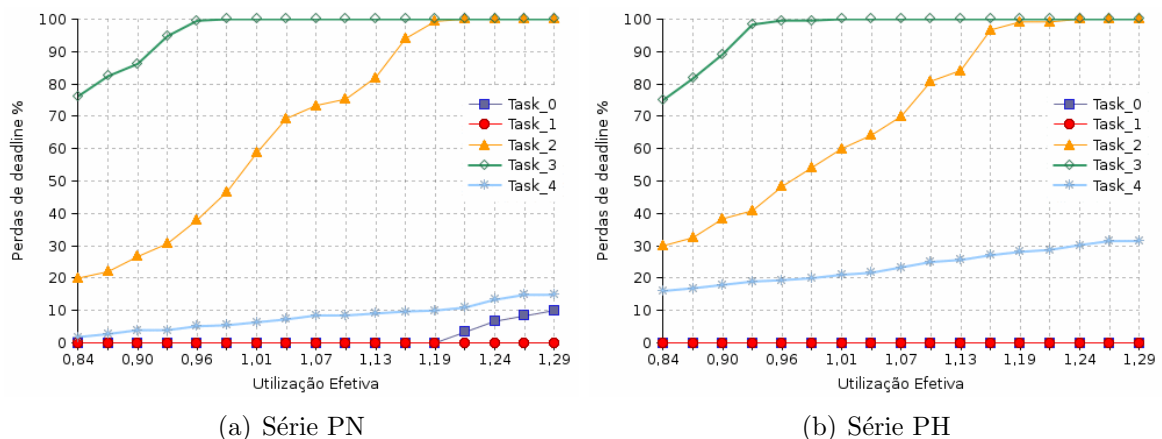 100
90
80
70
60
50
40
30
20
10
0
Perdas de deadline %
Task_0
Task_1
Task_2
Task_3
Task_4
0,84 0,90 0,96 1,01 1,07 1,13 1,19 1,24 1,29
Utilização Efetiva
(a) Série PN
100
90
80
70
60
50
40
30
20
10
0
Perdas de deadline %
Task_0
Task_1
Task_2
Task_3
Task_4
0,84 0,90 0,96 1,01 1,07 1,13 1,19 1,24 1,29
Utilização Efetiva
(b) Série PH